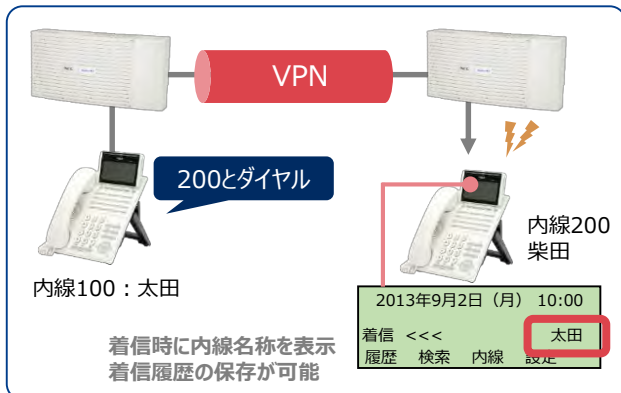 VPN
200とダイヤル
内線100：太田
内線200
柴田
2013年9月2日（月） 10:00
着信 <<< 太田
履歴 検索 内線 設定
着信時に内線名称を表示
着信履歴の保存が可能